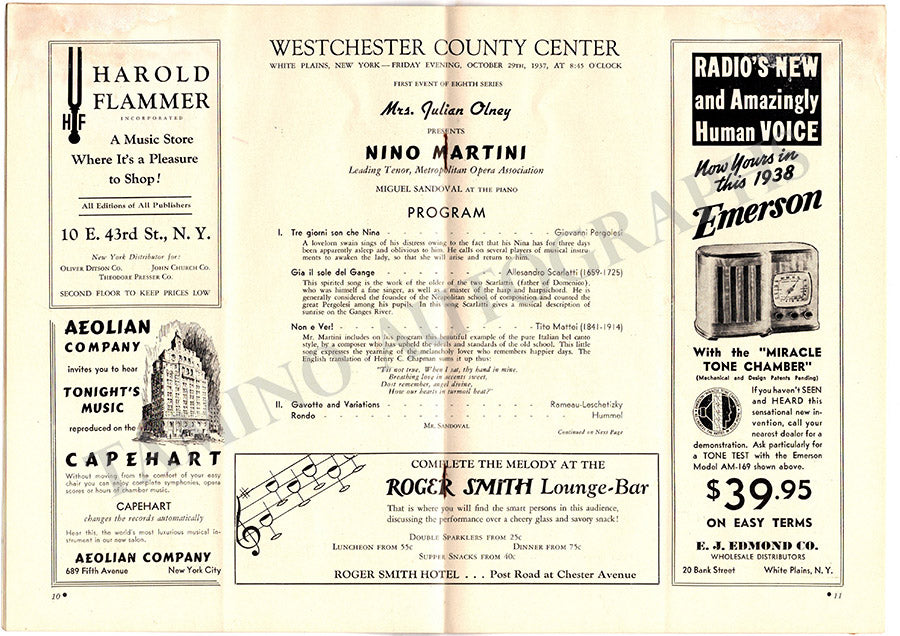 HAROLD
FLAMMER
INCORPORATED
HF
A Music Store
Where It's a Pleasure
to Shop!
All Editions of All Publishers
10 E. 43rd St., N. Y.
New York Distributor for:
OLIVER DITSON CO. JOHN CHURCH CO.
THEODORE PRESSER CO.
SECOND FLOOR TO KEEP PRICES LOW
AEOLIAN
COMPANY
invites you to hear
TONIGHT'S
MUSIC
reproduced on the
CAPEHART
Without moving from the comfort of your easy
chair you can enjoy complete symphonies, opera
scores or hours of chamber music.
CAPEHART
changes the records automatically
Hear this, the world's most luxurious musical in-
strument in our new salon.
AEOLIAN COMPANY
689 Fifth Avenue New York City
10 •
WESTCHESTER COUNTY CENTER
WHITE PLAINS, NEW YORK—FRIDAY EVENING, OCTOBER 29TH, 1937, AT 8:45 O'CLOCK
FIRST EVENT OF EIGHTH SERIES
Mrs. Julian Olney
PRESENTS
NINO MARTINI
Leading Tenor, Metropolitan Opera Association
MIGUEL SANDOVAL AT THE PIANO
PROGRAM
I. Tre giorni son che Nina - - - - - - - - - - Giovanni Pergolesi
A lovelorn swain sings of his distress owing to the fact that his Nina has for three days
been apparently asleep and oblivious to him. He calls on several players of musical instru-
ments to awaken the lady, so that she will arise and return to him.
Gia il sole del Gange - - - - - - - - Allesandro Scarlatti (1659-1725)
This spirited song is the work of the older of the two Scarlattis (father of Domenico),
who was himself a fine singer, as well as master of the harp and harpsichord. He is
generally considered the founder of the Neapolitan school of composition and counted the
great Pergolesi among his pupils. In this song Scarlatti gives a musical description of
sunrise on the Ganges River.
Non e Ver! - - - - - - - - - - - Tito Mattei (1841-1914)
Mr. Martini includes on his program this beautiful example of the pure Italian bel canto
style, by a composer who has upheld the ideals and standards of the old school. This little
song expresses the yearning of the melancholy lover who remembers happier days. The
English translation of Henry C. Chapman sums it up thus:
"'Tis not true, When I sat, thy hand in mine,
Breathing love in accents sweet,
Dost remember, angel divine,
How our hearts in turmoil beat?"
II. Gavotte and Variations - - - - - - - - - - Rameau-Leschetizky
Rondo - - - - - - - - - - - - - Hummel
MR. SANDOVAL
Continued on Next Page
COMPLETE THE MELODY AT THE
ROGER SMITH Lounge-Bar
That is where you will find the smart persons in this audience,
discussing the performance over a cheery glass and savory snack!
DOUBLE SPARKLERS FROM 25c
LUNCHEON FROM 55c DINNER FROM 75c
SUPPER SNACKS FROM 40c
ROGER SMITH HOTEL . . . Post Road at Chester Avenue
RADIO'S NEW
and Amazingly
Human VOICE
Now Yours in
this 1938
Emerson
With the "MIRACLE
TONE CHAMBER"
(Mechanical and Design Patents Pending)
If you haven't SEEN
and HEARD this
sensational new in-
vention, call your
nearest dealer for a
demonstration. Ask particularly for
a TONE TEST with the Emerson
Model AM-169 shown above.
$39.95
ON EASY TERMS
E. J. EDMOND CO.
WHOLESALE DISTRIBUTORS
20 Bank Street White Plains, N. Y.
• 11
TAMINO AUTOGRAPHS